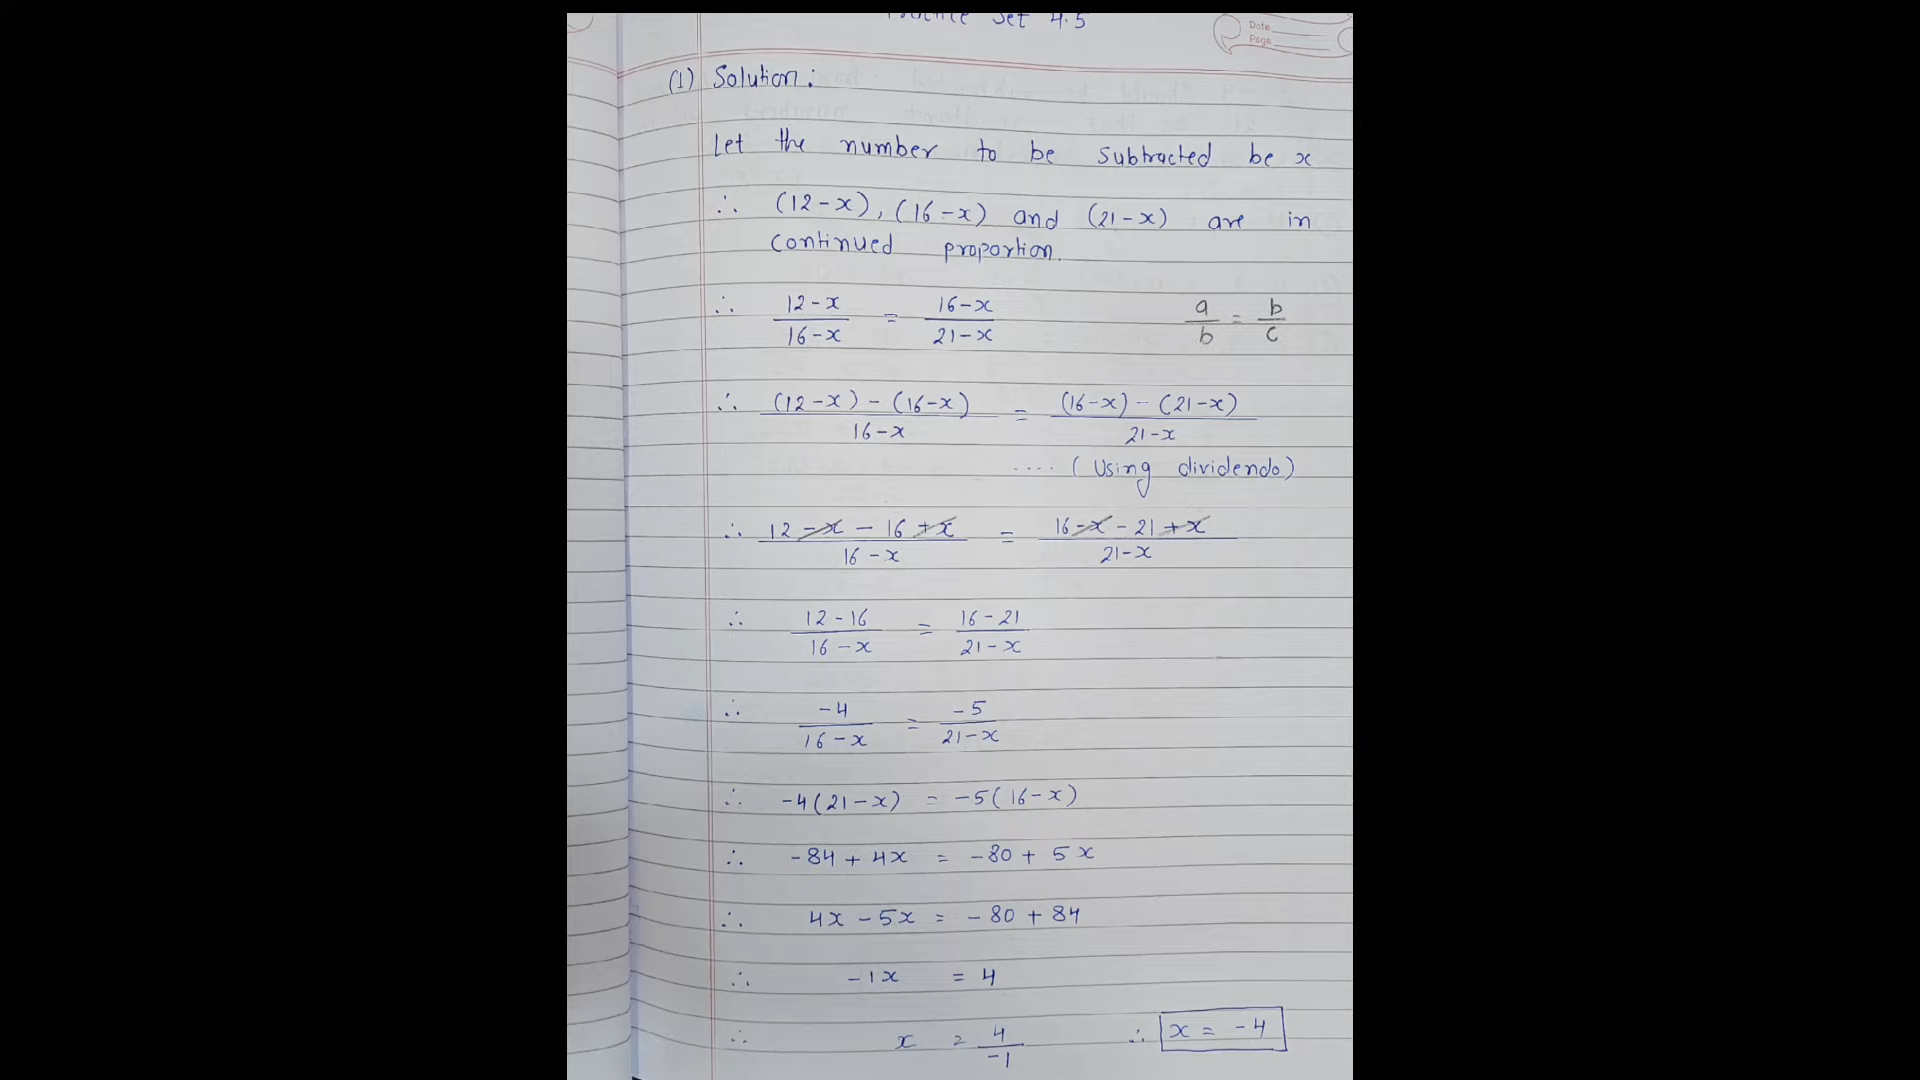 Practice Set 4.5
Date
Page
(1) Solution:
Let the number to be subtracted be x
∴ (12-x), (16-x) and (21-x) are in
continued proportion.
∴ 12-x/16-x = 16-x/21-x a/b = b/c
∴ (12-x) - (16-x)/16-x = (16-x) - (21-x)/21-x
.... (Using dividendo)
∴ 12 -x - 16 +x/16-x = 16-x - 21 +x/21-x
∴ 12-16/16-x = 16-21/21-x
∴ -4/16-x = -5/21-x
∴ -4(21-x) = -5(16-x)
∴ -84 + 4x = -80 + 5x
∴ 4x - 5x = -80 + 84
∴ -1x = 4
∴ x = 4/-1 ∴ x = -4